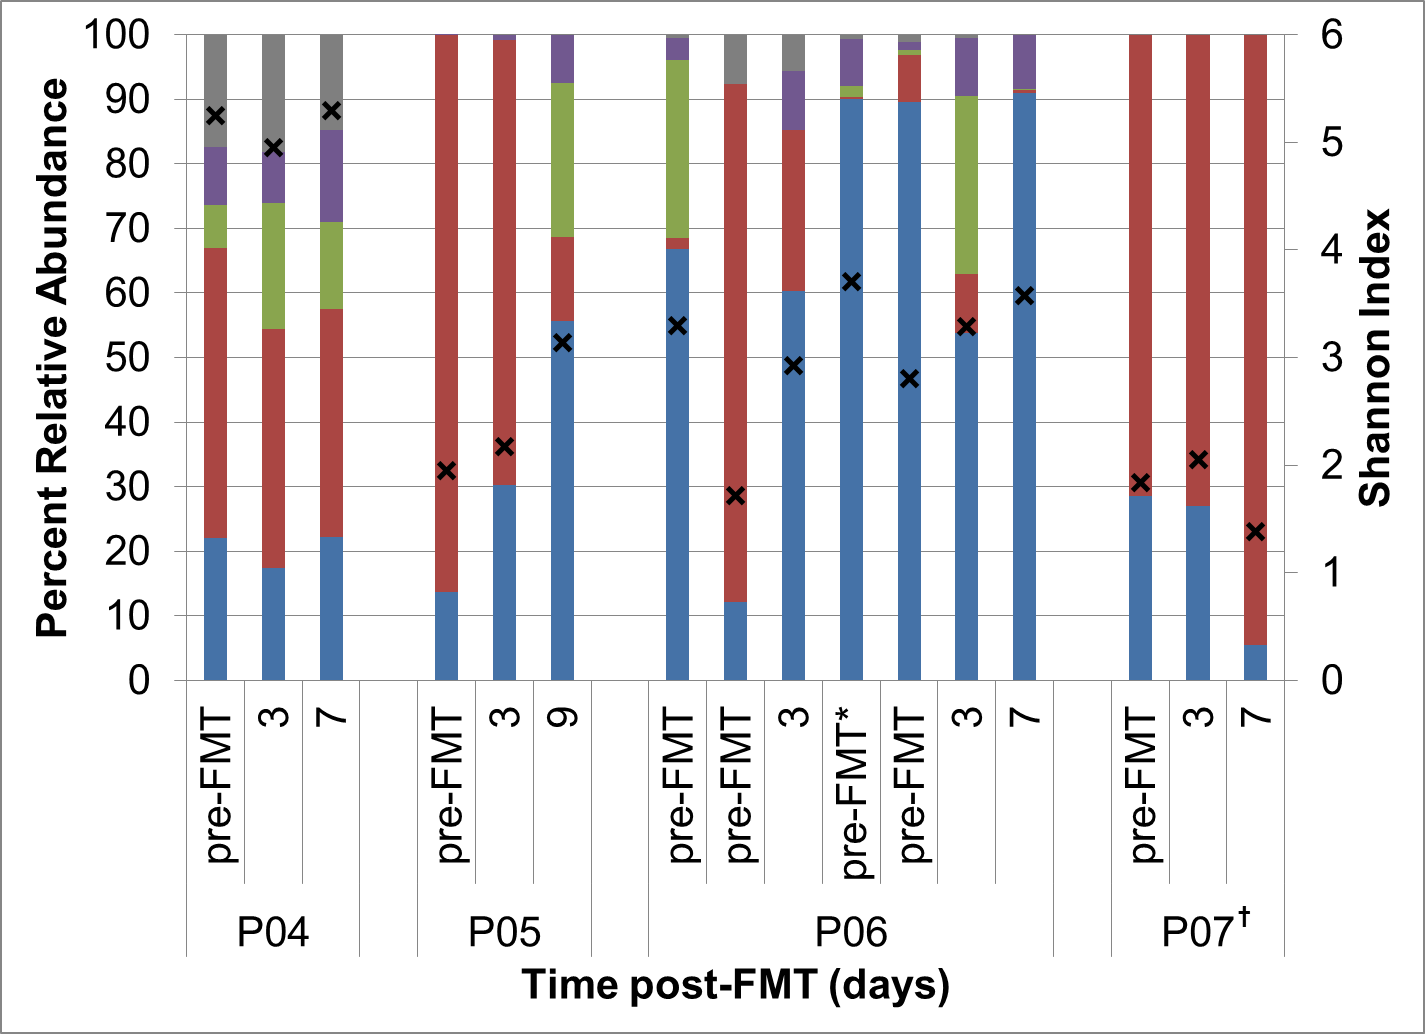 Percent Relative Abundance
100
90
80
70
60
50
40
30
20
10
0
6
5
4
3
2
1
0
Shannon Index
pre-FMT
3
7
pre-FMT
3
9
pre-FMT
pre-FMT
3
pre-FMT*
pre-FMT
3
7
pre-FMT
3
7
P04
P05
P06
P07†
Time post-FMT (days)